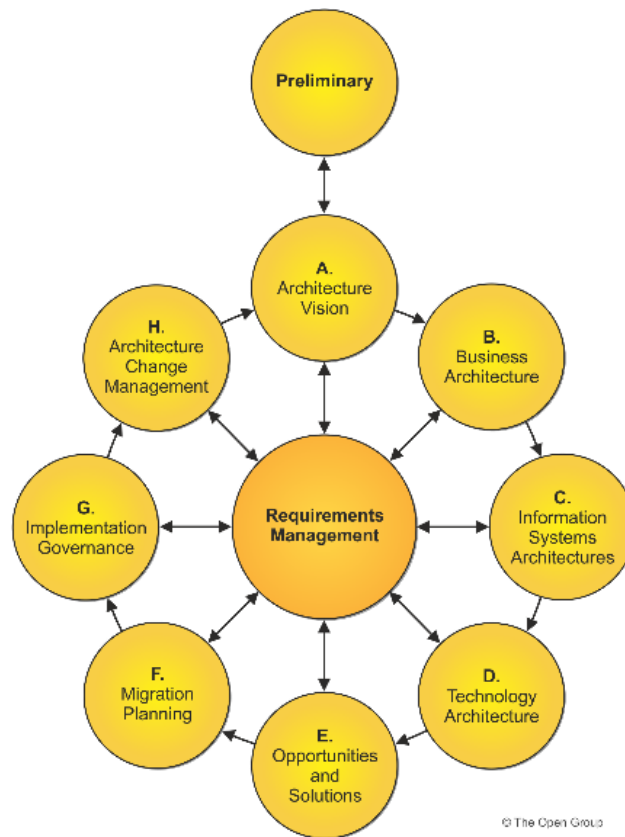 Preliminary
A.
Architecture
Vision
B.
Business
Architecture
C.
Information
Systems
Architectures
D.
Technology
Architecture
E.
Opportunities
and
Solutions
F.
Migration
Planning
G.
Implementation
Governance
H.
Architecture
Change
Management
Requirements
Management
© The Open Group